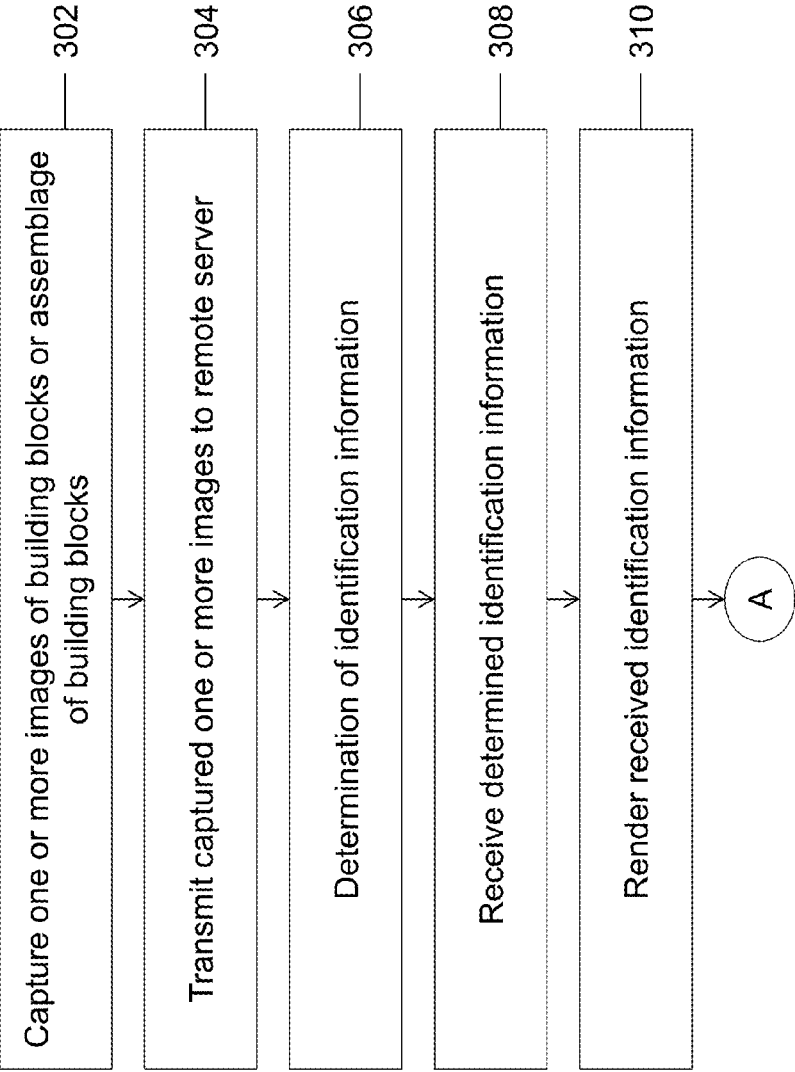 Capture one or more images of building blocks or assemblage
of building blocks
302
Transmit captured one or more images to remote server
304
Determination of identification information
306
Receive determined identification information
308
Render received identification information
310
A